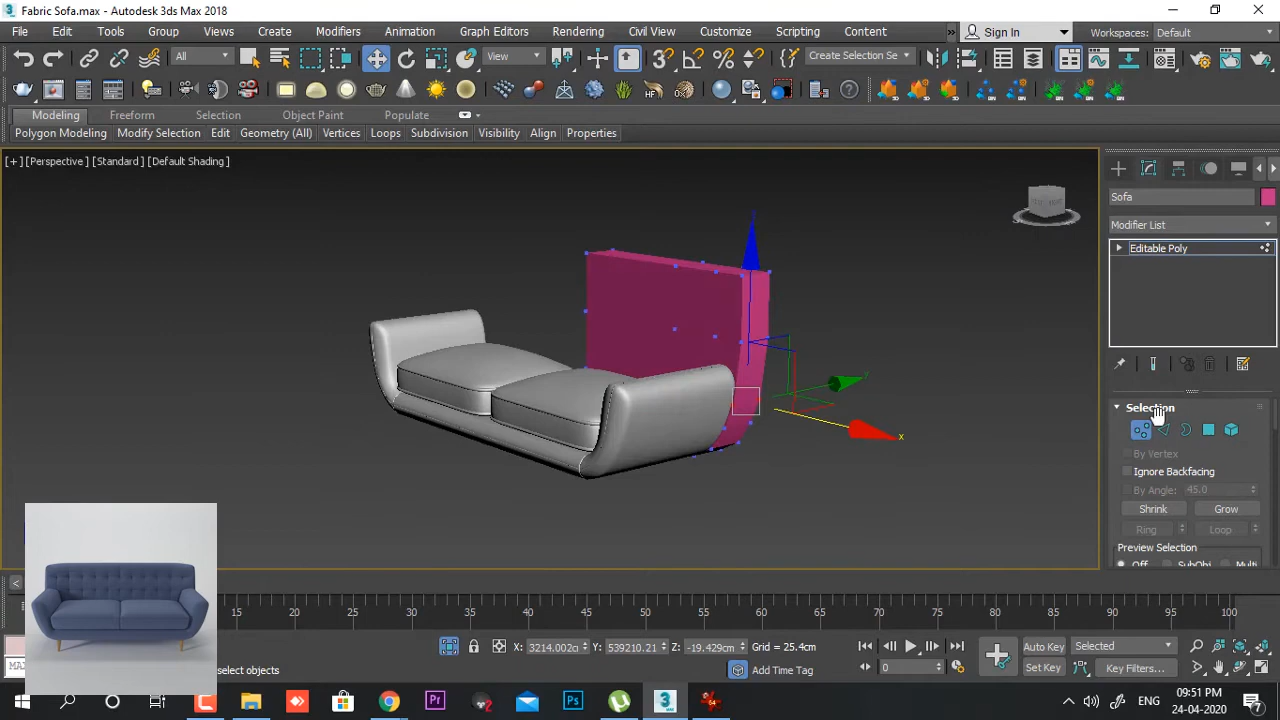 Fabric Sofa.max - Autodesk 3ds Max 2018
File Edit Tools Group Views Create Modifiers Animation Graph Editors Rendering Civil View Customize Scripting Content » Sign In Workspaces: Default
All View Create Selection Se
Modeling Freeform Selection Object Paint Populate
Polygon Modeling Modify Selection Edit Geometry (All) Vertices Loops Subdivision Visibility Align Properties
[+] [Perspective] [Standard] [Default Shading]
Sofa
Modifier List
Editable Poly
x
Selection
By Vertex
Ignore Backfacing
By Angle: 45.0
Shrink Grow
Ring Loop
Preview Selection
Off SubObj Multi
<
15 20 25 30 35 40 45 50 55 60 65 70 75 80 85 90 95 100
X: 3214.002cm Y: 539210.21 Z: -19.429cm Grid = 25.4cm Auto Key Selected
select objects Add Time Tag 0 Set Key Key Filters...
ENG 09:51 PM
24-04-2020 7